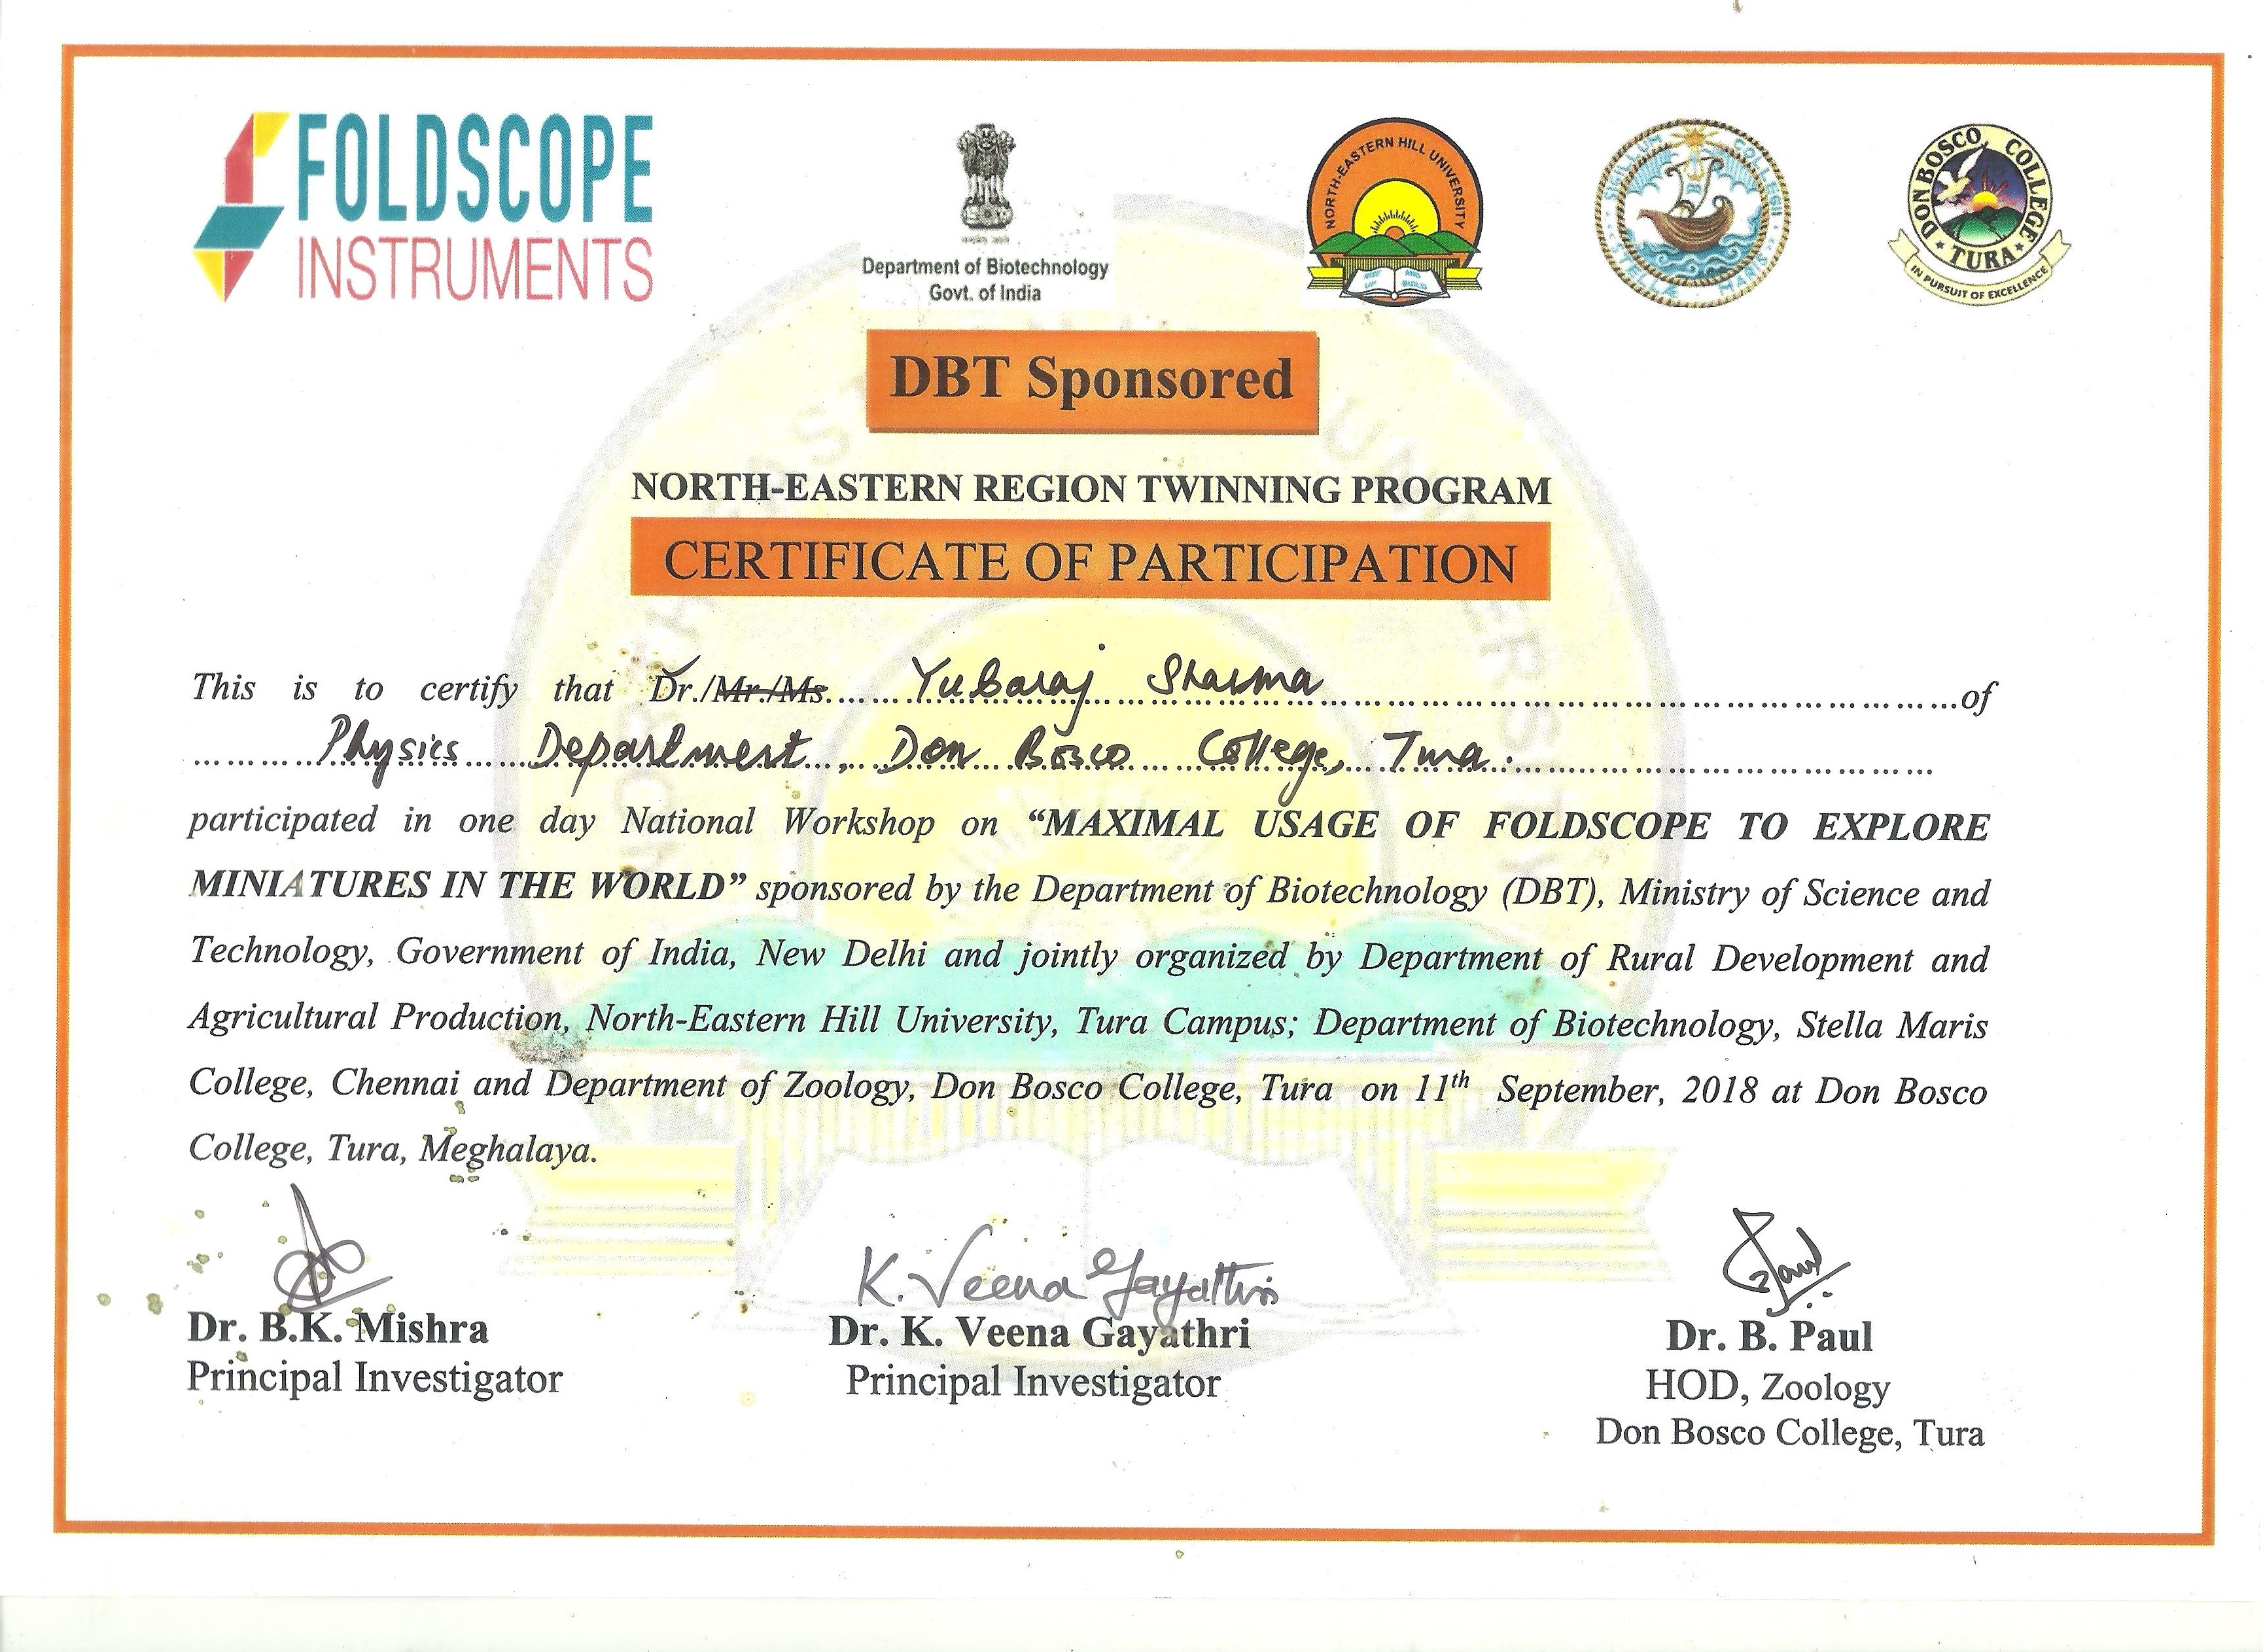 FOLDSCOPE
INSTRUMENTS
Department of Biotechnology
Govt. of India
NORTH-EASTERN HILL UNIVERSITY
RISE AND
UP BUILD
SIGILLUM COLLEGII
STELLÆ MARIS
DON BOSCO COLLEGE
TURA
IN PURSUIT OF EXCELLENCE
DBT Sponsored
NORTH-EASTERN REGION TWINNING PROGRAM
CERTIFICATE OF PARTICIPATION
This is to certify that Dr./Mr./Ms. Yubaraj Sharma of
Physics Department, Don Bosco College, Tura.
participated in one day National Workshop on “MAXIMAL USAGE OF FOLDSCOPE TO EXPLORE
MINIATURES IN THE WORLD” sponsored by the Department of Biotechnology (DBT), Ministry of Science and
Technology, Government of India, New Delhi and jointly organized by Department of Rural Development and
Agricultural Production, North-Eastern Hill University, Tura Campus; Department of Biotechnology, Stella Maris
College, Chennai and Department of Zoology, Don Bosco College, Tura on 11th September, 2018 at Don Bosco
College, Tura, Meghalaya.
K. Veena Gayathri
Dr. B.K. Mishra
Principal Investigator
Dr. K. Veena Gayathri
Principal Investigator
Dr. B. Paul
HOD, Zoology
Don Bosco College, Tura